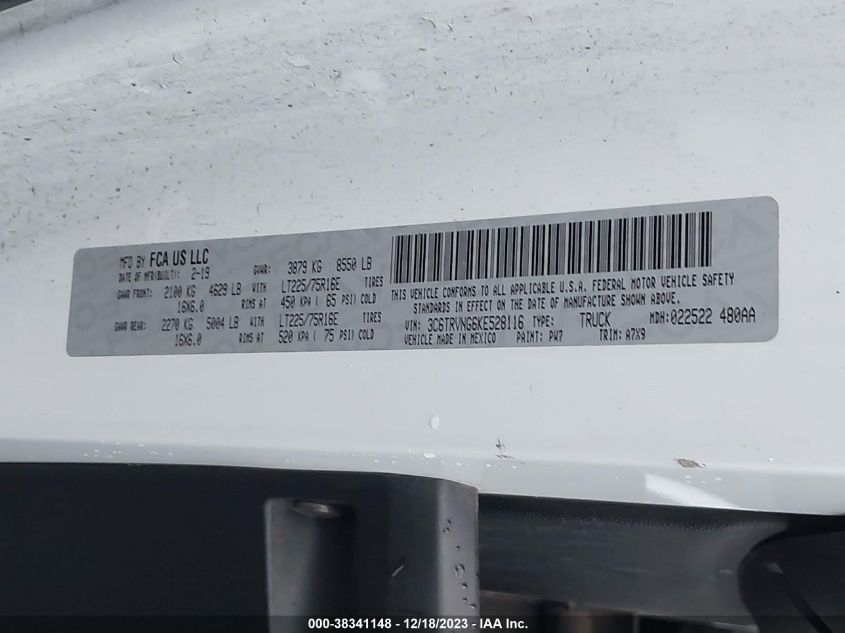 MFD BY FCA US LLC
DATE OF MFR(BUILT): 2-19 GVWR: 3879 KG 8550 LB
GAWR FRONT: 2100 KG 4629 LB WITH LT225/75R16E TIRES
16X6.0 RIMS AT 450 KPA ( 65 PSI) COLD
GAWR REAR: 2270 KG 5004 LB WITH LT225/75R16E TIRES
16X6.0 RIMS AT 520 KPA ( 75 PSI) COLD
THIS VEHICLE CONFORMS TO ALL APPLICABLE U.S.A. FEDERAL MOTOR VEHICLE SAFETY
STANDARDS IN EFFECT ON THE DATE OF MANUFACTURE SHOWN ABOVE.
VIN: 3C6TRVNG6KE528116 TYPE: TRUCK MDH:022522 480AA
VEHICLE MADE IN MEXICO PAINT: PW7 TRIM: A7X9
000-38341148 - 12/18/2023 - IAA Inc.